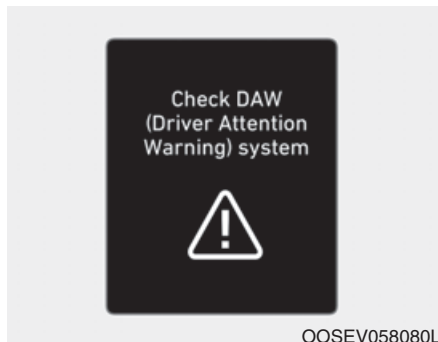 Check DAW
(Driver Attention
Warning) system
OOSEV058080L